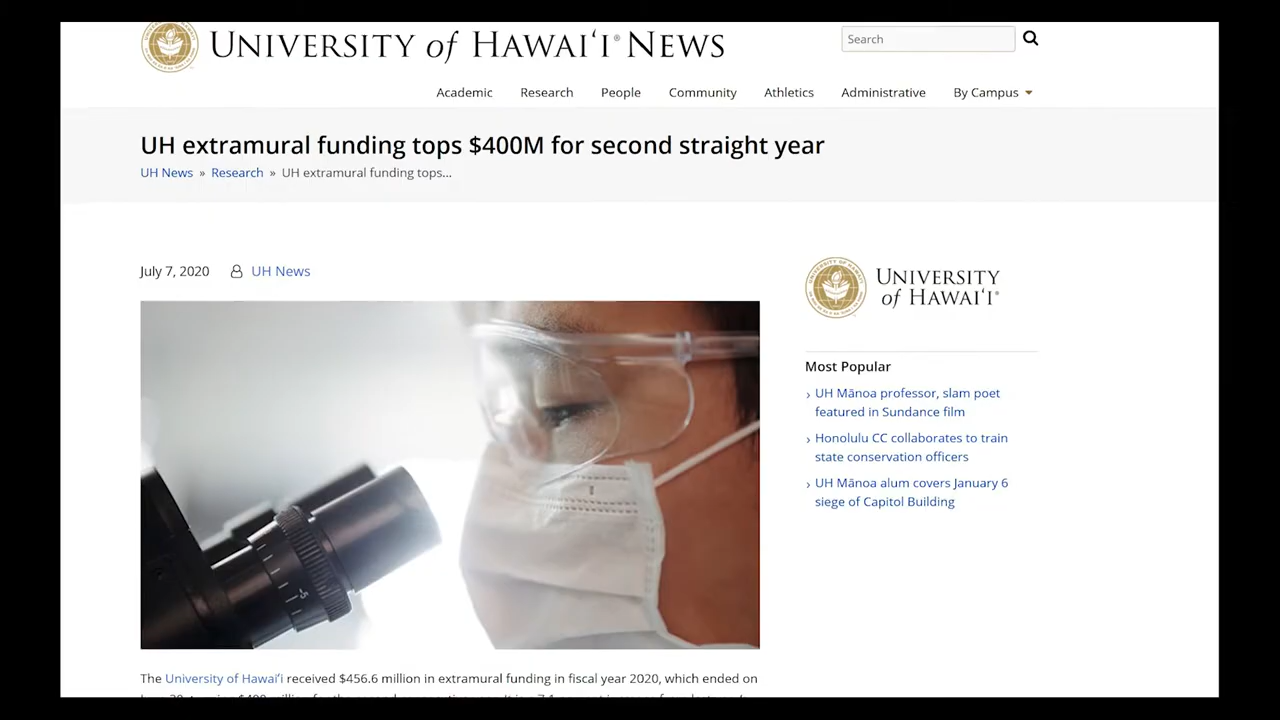 UNIVERSITY of HAWAIʻI® NEWS
Search
Academic Research People Community Athletics Administrative By Campus
UH extramural funding tops $400M for second straight year
UH News » Research » UH extramural funding tops...
July 7, 2020 UH News
UNIVERSITY
of HAWAIʻI®
Most Popular
› UH Mānoa professor, slam poet
featured in Sundance film
› Honolulu CC collaborates to train
state conservation officers
› UH Mānoa alum covers January 6
siege of Capitol Building
The University of Hawaiʻi received $456.6 million in extramural funding in fiscal year 2020, which ended on